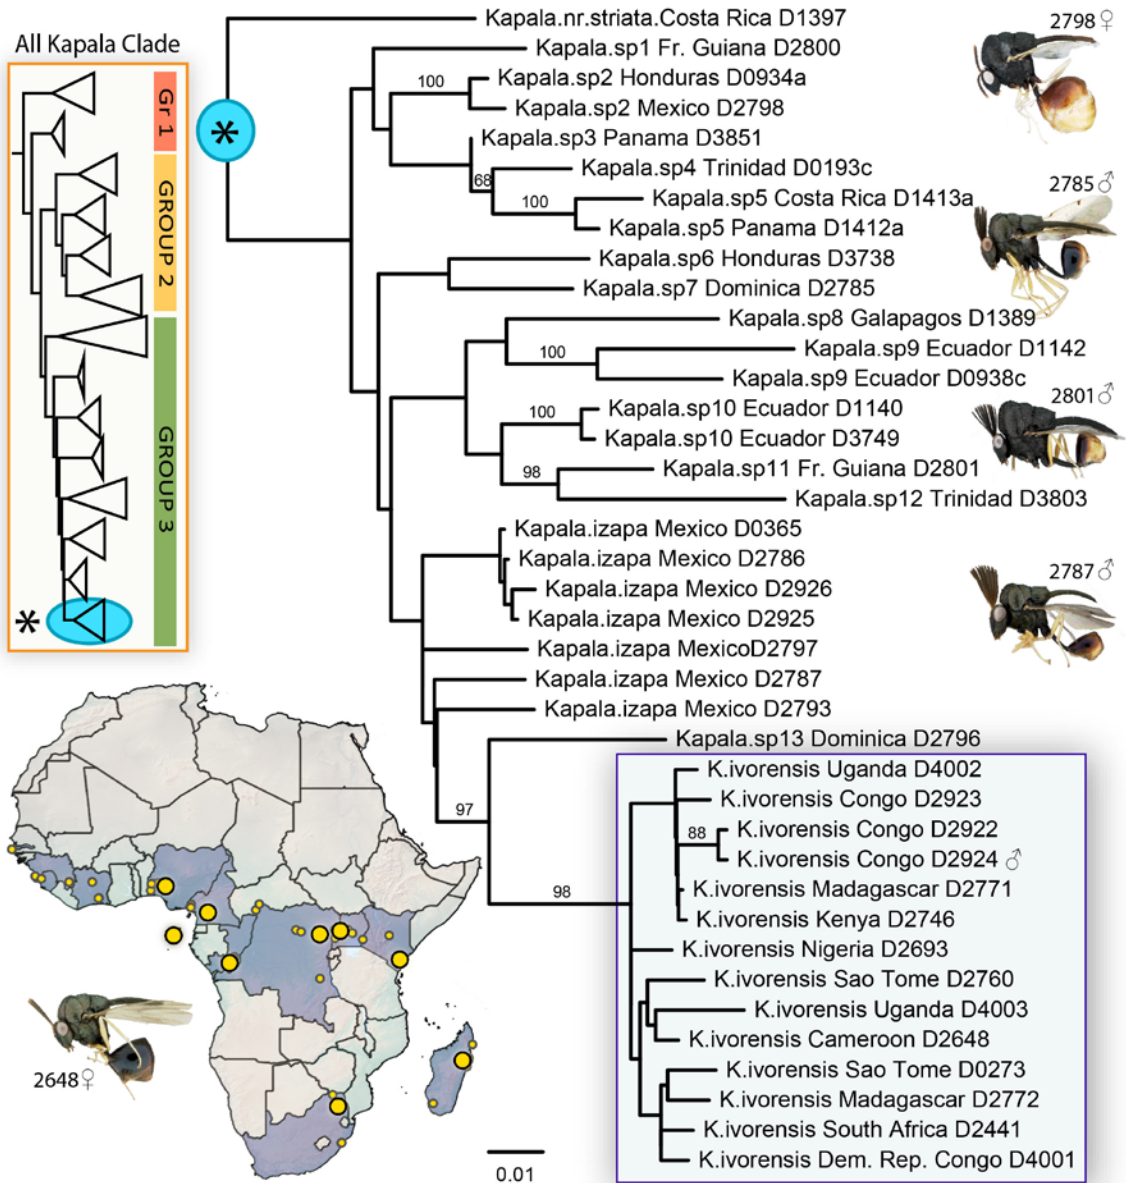 All Kapala Clade
Gr 1
GROUP 2
GROUP 3
*
*
Kapala.nr.striata.Costa Rica D1397
Kapala.sp1 Fr. Guiana D2800
100
Kapala.sp2 Honduras D0934a
Kapala.sp2 Mexico D2798
Kapala.sp3 Panama D3851
68
Kapala.sp4 Trinidad D0193c
100
Kapala.sp5 Costa Rica D1413a
Kapala.sp5 Panama D1412a
Kapala.sp6 Honduras D3738
Kapala.sp7 Dominica D2785
Kapala.sp8 Galapagos D1389
100
Kapala.sp9 Ecuador D1142
Kapala.sp9 Ecuador D0938c
100
Kapala.sp10 Ecuador D1140
Kapala.sp10 Ecuador D3749
98
Kapala.sp11 Fr. Guiana D2801
Kapala.sp12 Trinidad D3803
Kapala.izapa Mexico D0365
Kapala.izapa Mexico D2786
Kapala.izapa Mexico D2926
Kapala.izapa Mexico D2925
Kapala.izapa MexicoD2797
Kapala.izapa Mexico D2787
Kapala.izapa Mexico D2793
97
Kapala.sp13 Dominica D2796
98
K.ivorensis Uganda D4002
K.ivorensis Congo D2923
88
K.ivorensis Congo D2922
K.ivorensis Congo D2924 ♂
K.ivorensis Madagascar D2771
K.ivorensis Kenya D2746
K.ivorensis Nigeria D2693
K.ivorensis Sao Tome D2760
K.ivorensis Uganda D4003
K.ivorensis Cameroon D2648
K.ivorensis Sao Tome D0273
K.ivorensis Madagascar D2772
K.ivorensis South Africa D2441
K.ivorensis Dem. Rep. Congo D4001
2798♀
2785♂
2801♂
2787♂
2648♀
0.01